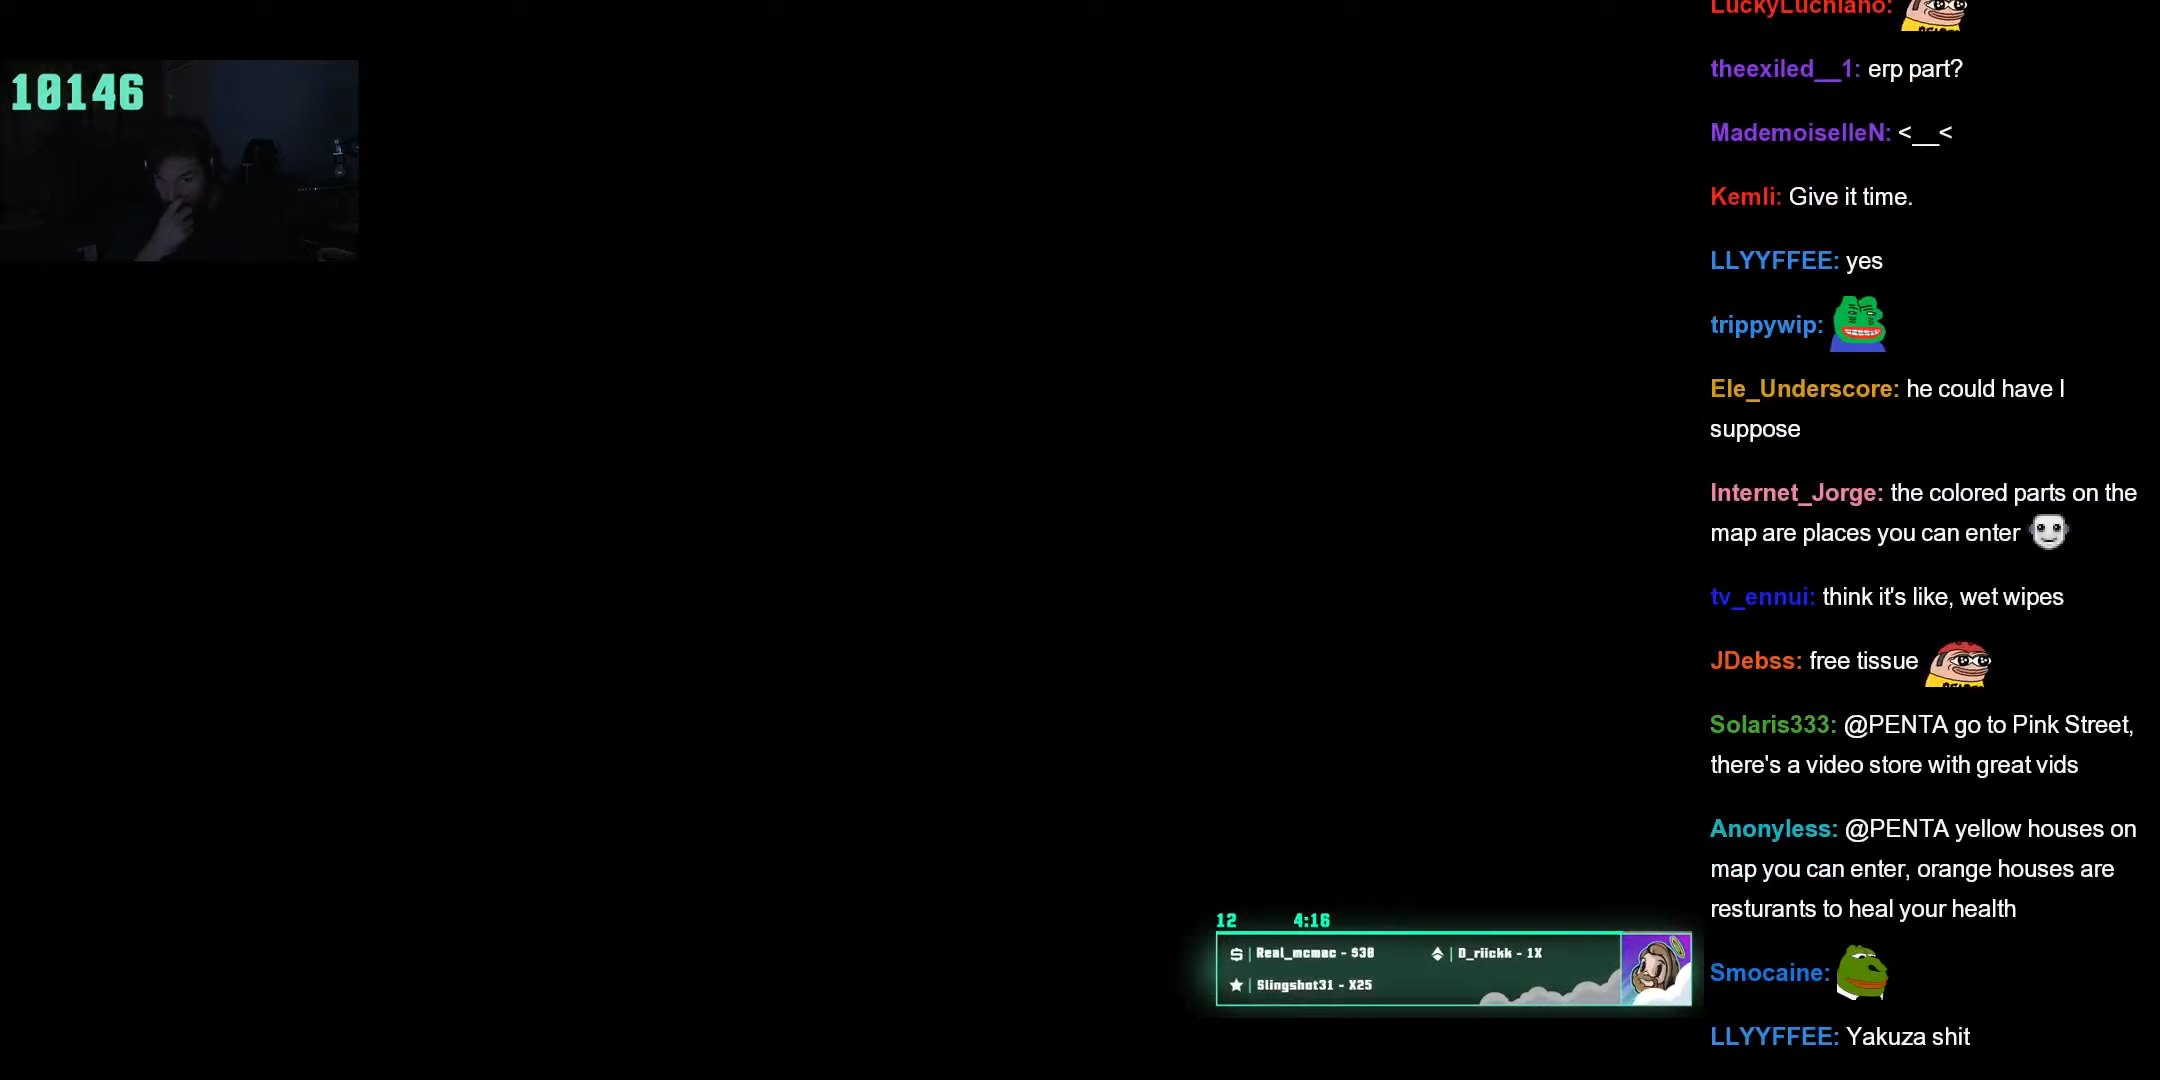 10146
LuckyLuchiano:
theexiled__1: erp part?
MademoiselleN: <__<
Kemli: Give it time.
LLYYFFEE: yes
trippywip:
Ele_Underscore: he could have I
suppose
Internet_Jorge: the colored parts on the
map are places you can enter
tv_ennui: think it's like, wet wipes
JDebss: free tissue
Solaris333: @PENTA go to Pink Street,
there's a video store with great vids
Anonyless: @PENTA yellow houses on
map you can enter, orange houses are
resturants to heal your health
Smocaine:
LLYYFFEE: Yakuza shit
12 4:16
$ | Real_mcmac - $30 | D_riickk - 1X
★ | Slingshot31 - X25